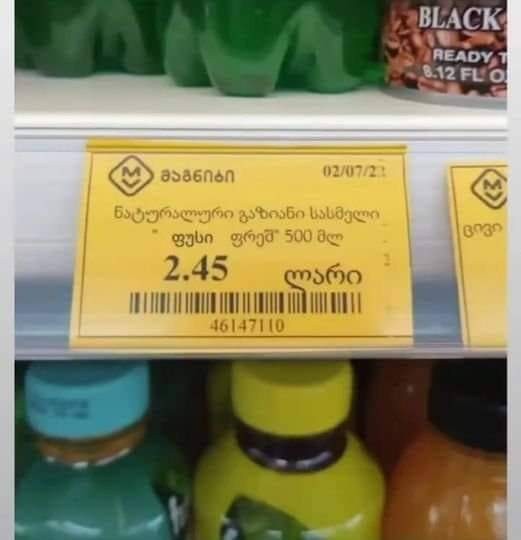 BLACK
READY
8.12 FL O
მაგნიტი
02/07/2
ნატურალური გაზიანი სასმელი
" ფუსი ფრეშ" 500 მლ
2.45 ლარი
46147110
ცივი